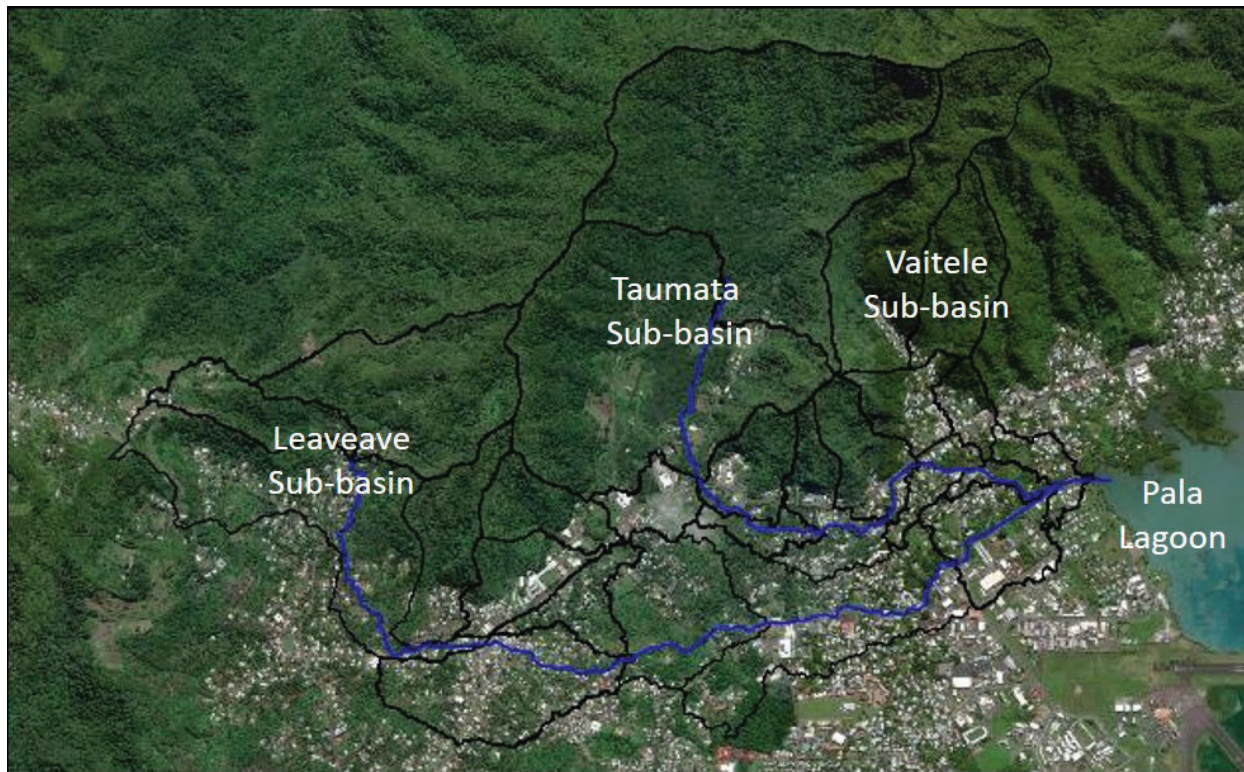 Vaitele
Sub-basin
Taumata
Sub-basin
Leaveave
Sub-basin
Pala
Lagoon